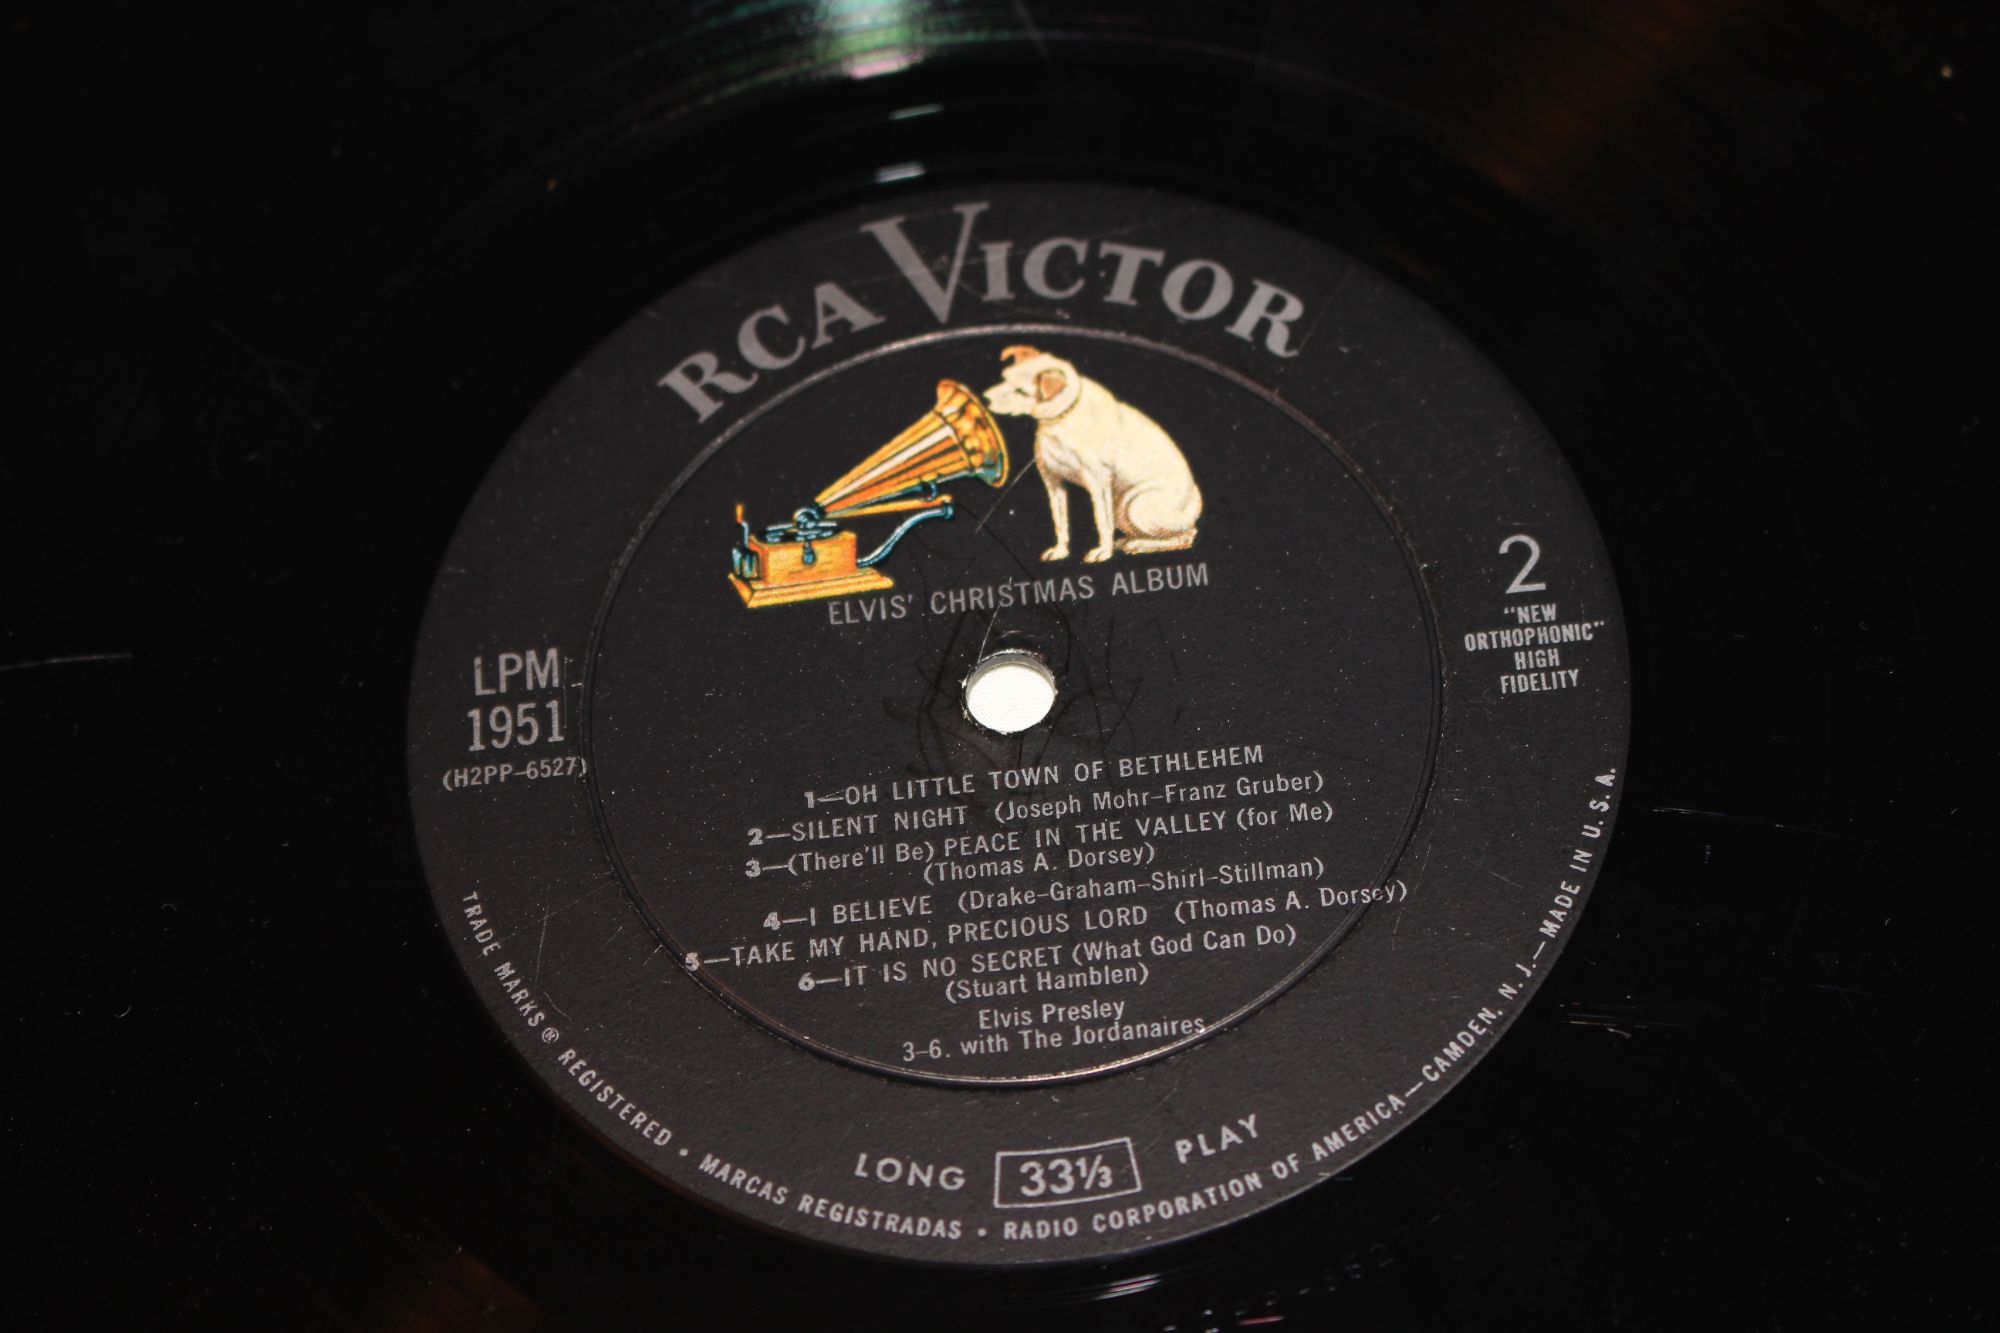 RCA VICTOR
ELVIS' CHRISTMAS ALBUM
LPM
1951
(H2PP-6527)
2
"NEW
ORTHOPHONIC"
HIGH
FIDELITY
1—OH LITTLE TOWN OF BETHLEHEM
2—SILENT NIGHT (Joseph Mohr-Franz Gruber)
3—(There'll Be) PEACE IN THE VALLEY (for Me)
(Thomas A. Dorsey)
4—I BELIEVE (Drake-Graham-Shirl-Stillman)
5—TAKE MY HAND, PRECIOUS LORD (Thomas A. Dorsey)
6—IT IS NO SECRET (What God Can Do)
(Stuart Hamblen)
Elvis Presley
3-6. with The Jordanaires
LONG 33⅓ PLAY
TRADE MARKS ® REGISTERED • MARCAS REGISTRADAS • RADIO CORPORATION OF AMERICA—CAMDEN, N. J.—MADE IN U. S. A.